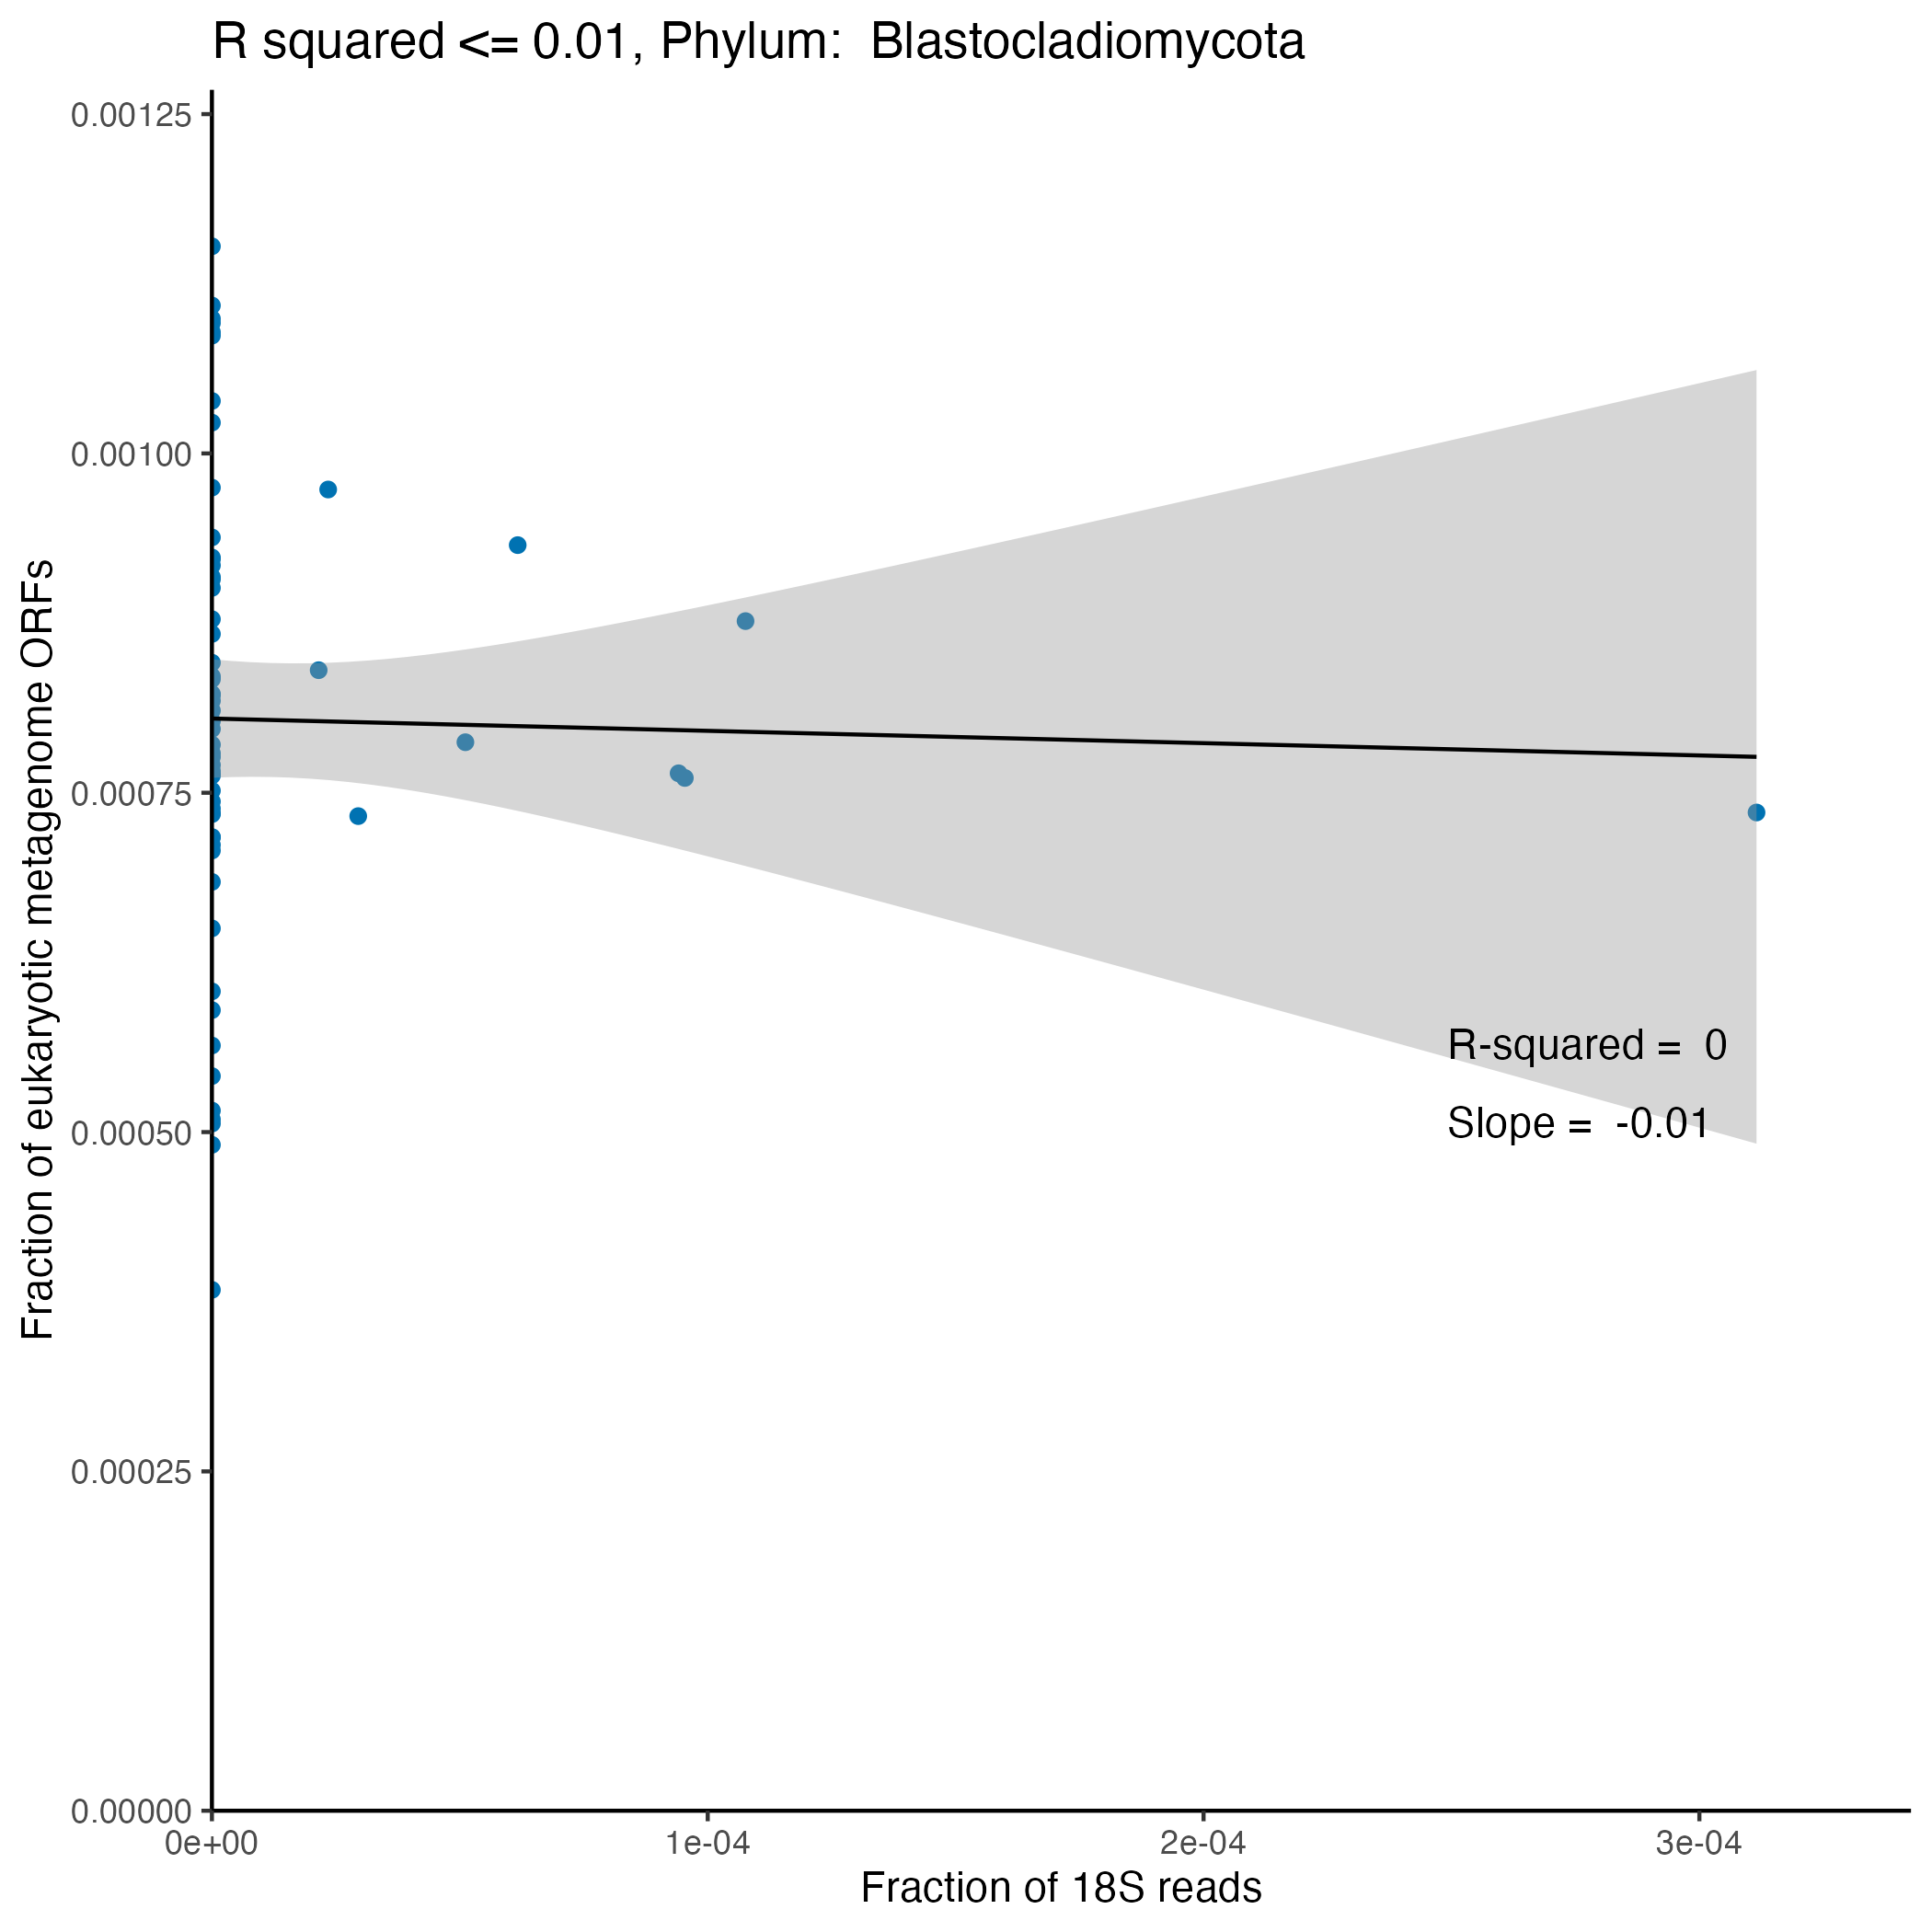 R squared <= 0.01, Phylum:  Blastocladiomycota
0.00125
0.00100
0.00075
0.00050
0.00025
0.00000
Fraction of eukaryotic metagenome ORFs
R-squared =  0
Slope =  -0.01
0e+00 1e-04 2e-04 3e-04
Fraction of 18S reads